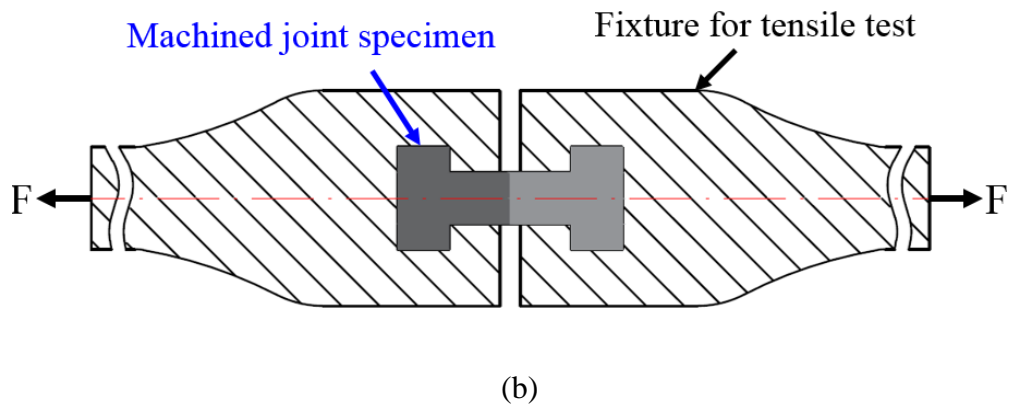 Fixture for tensile test
Machined joint specimen
F
F
(b)